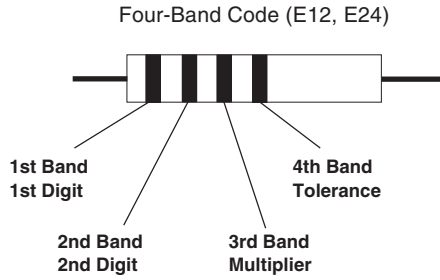 Four-Band Code (E12, E24)
1st Band
1st Digit
4th Band
Tolerance
2nd Band
2nd Digit
3rd Band
Multiplier